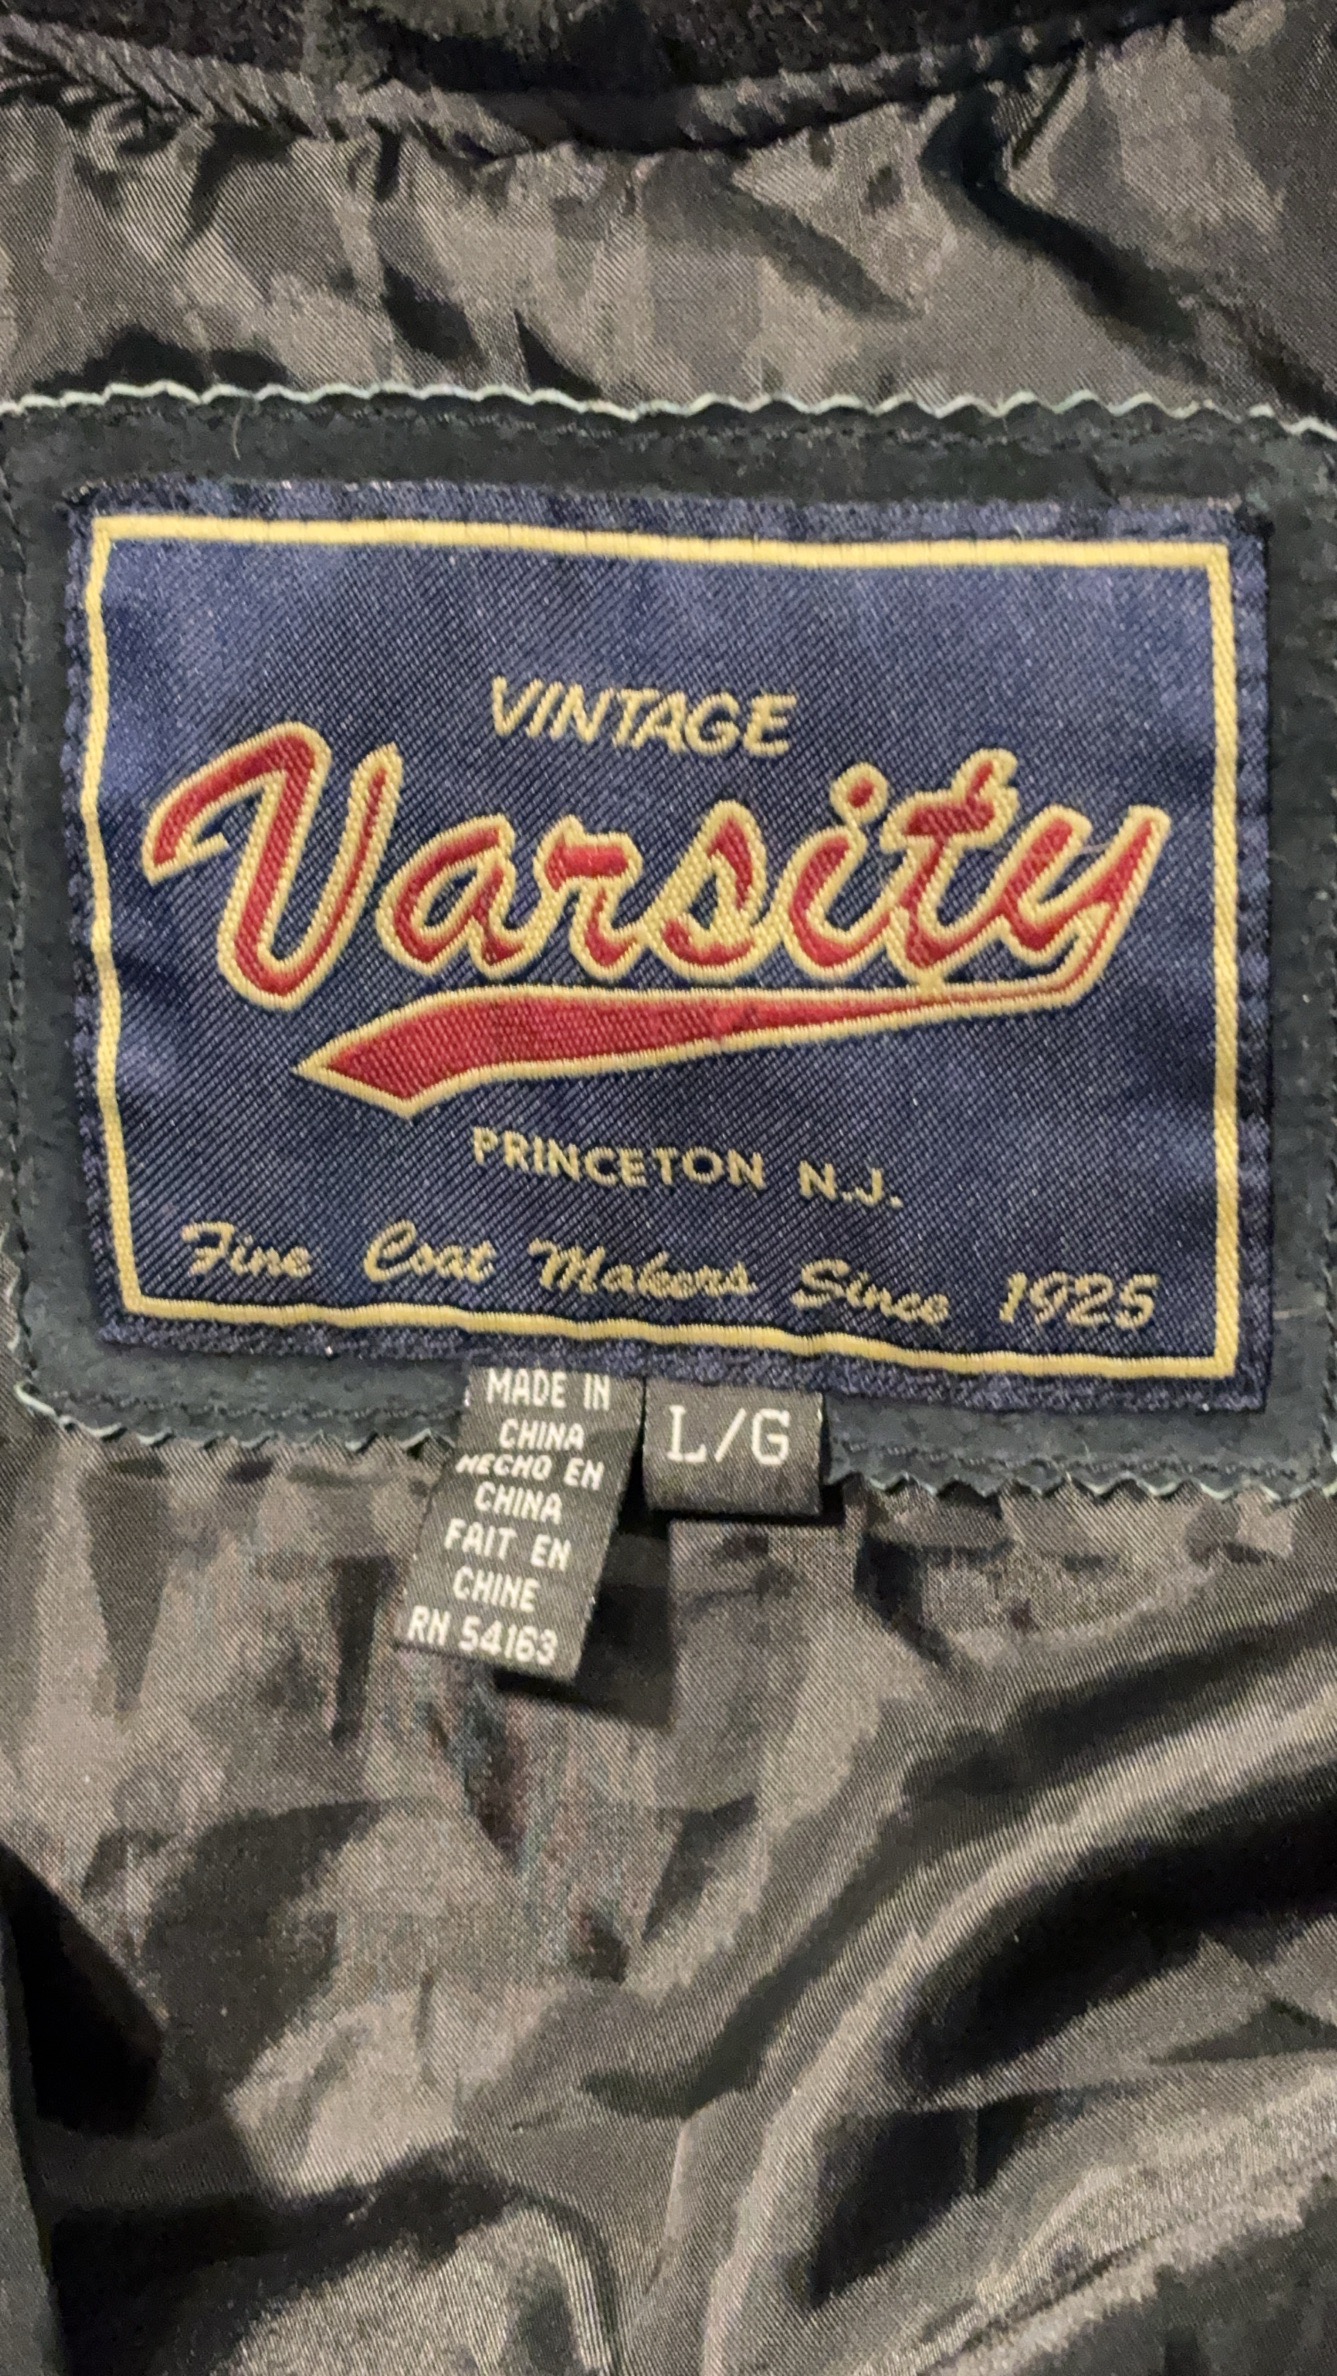 VINTAGE
Varsity
PRINCETON N.J.
Fine Coat Makers Since 1925
MADE IN
CHINA
HECHO EN
CHINA
FAIT EN
CHINE
RN 54163
L/G